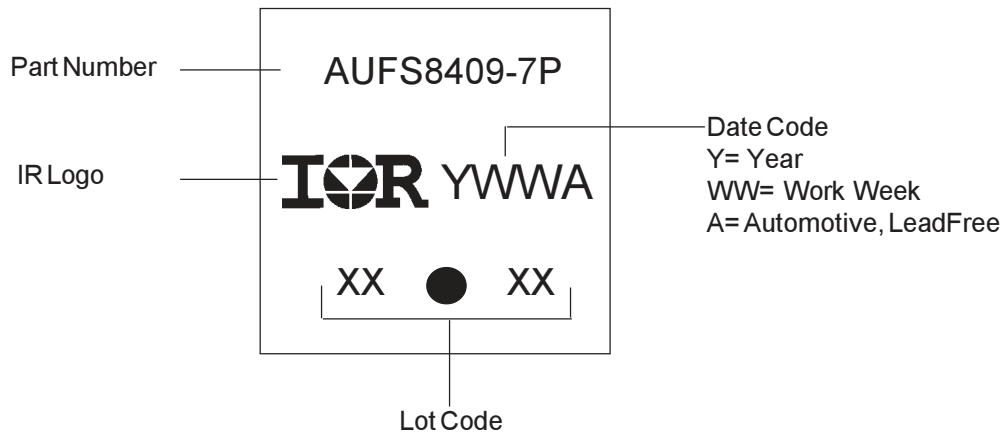 Part Number
AUFS8409-7P
IR Logo
IOR YWWA
Date Code
Y= Year
WW= Work Week
A= Automotive, LeadFree
XX XX
Lot Code